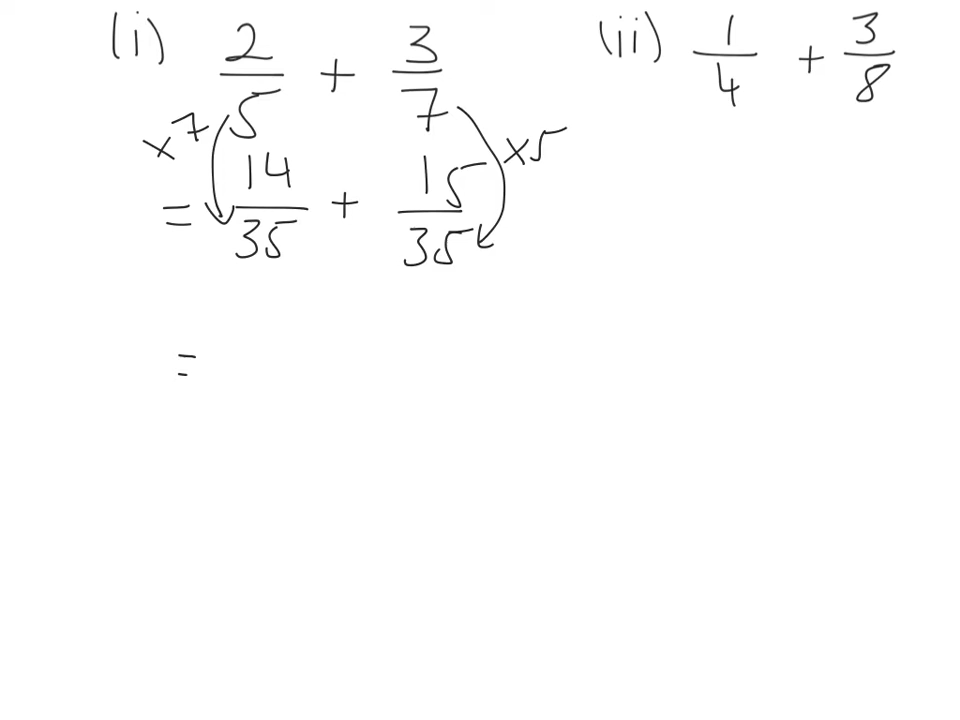 (i) 2/5 + 3/7
×7 ×5
= 14/35 + 15/35
=
(ii) 1/4 + 3/8